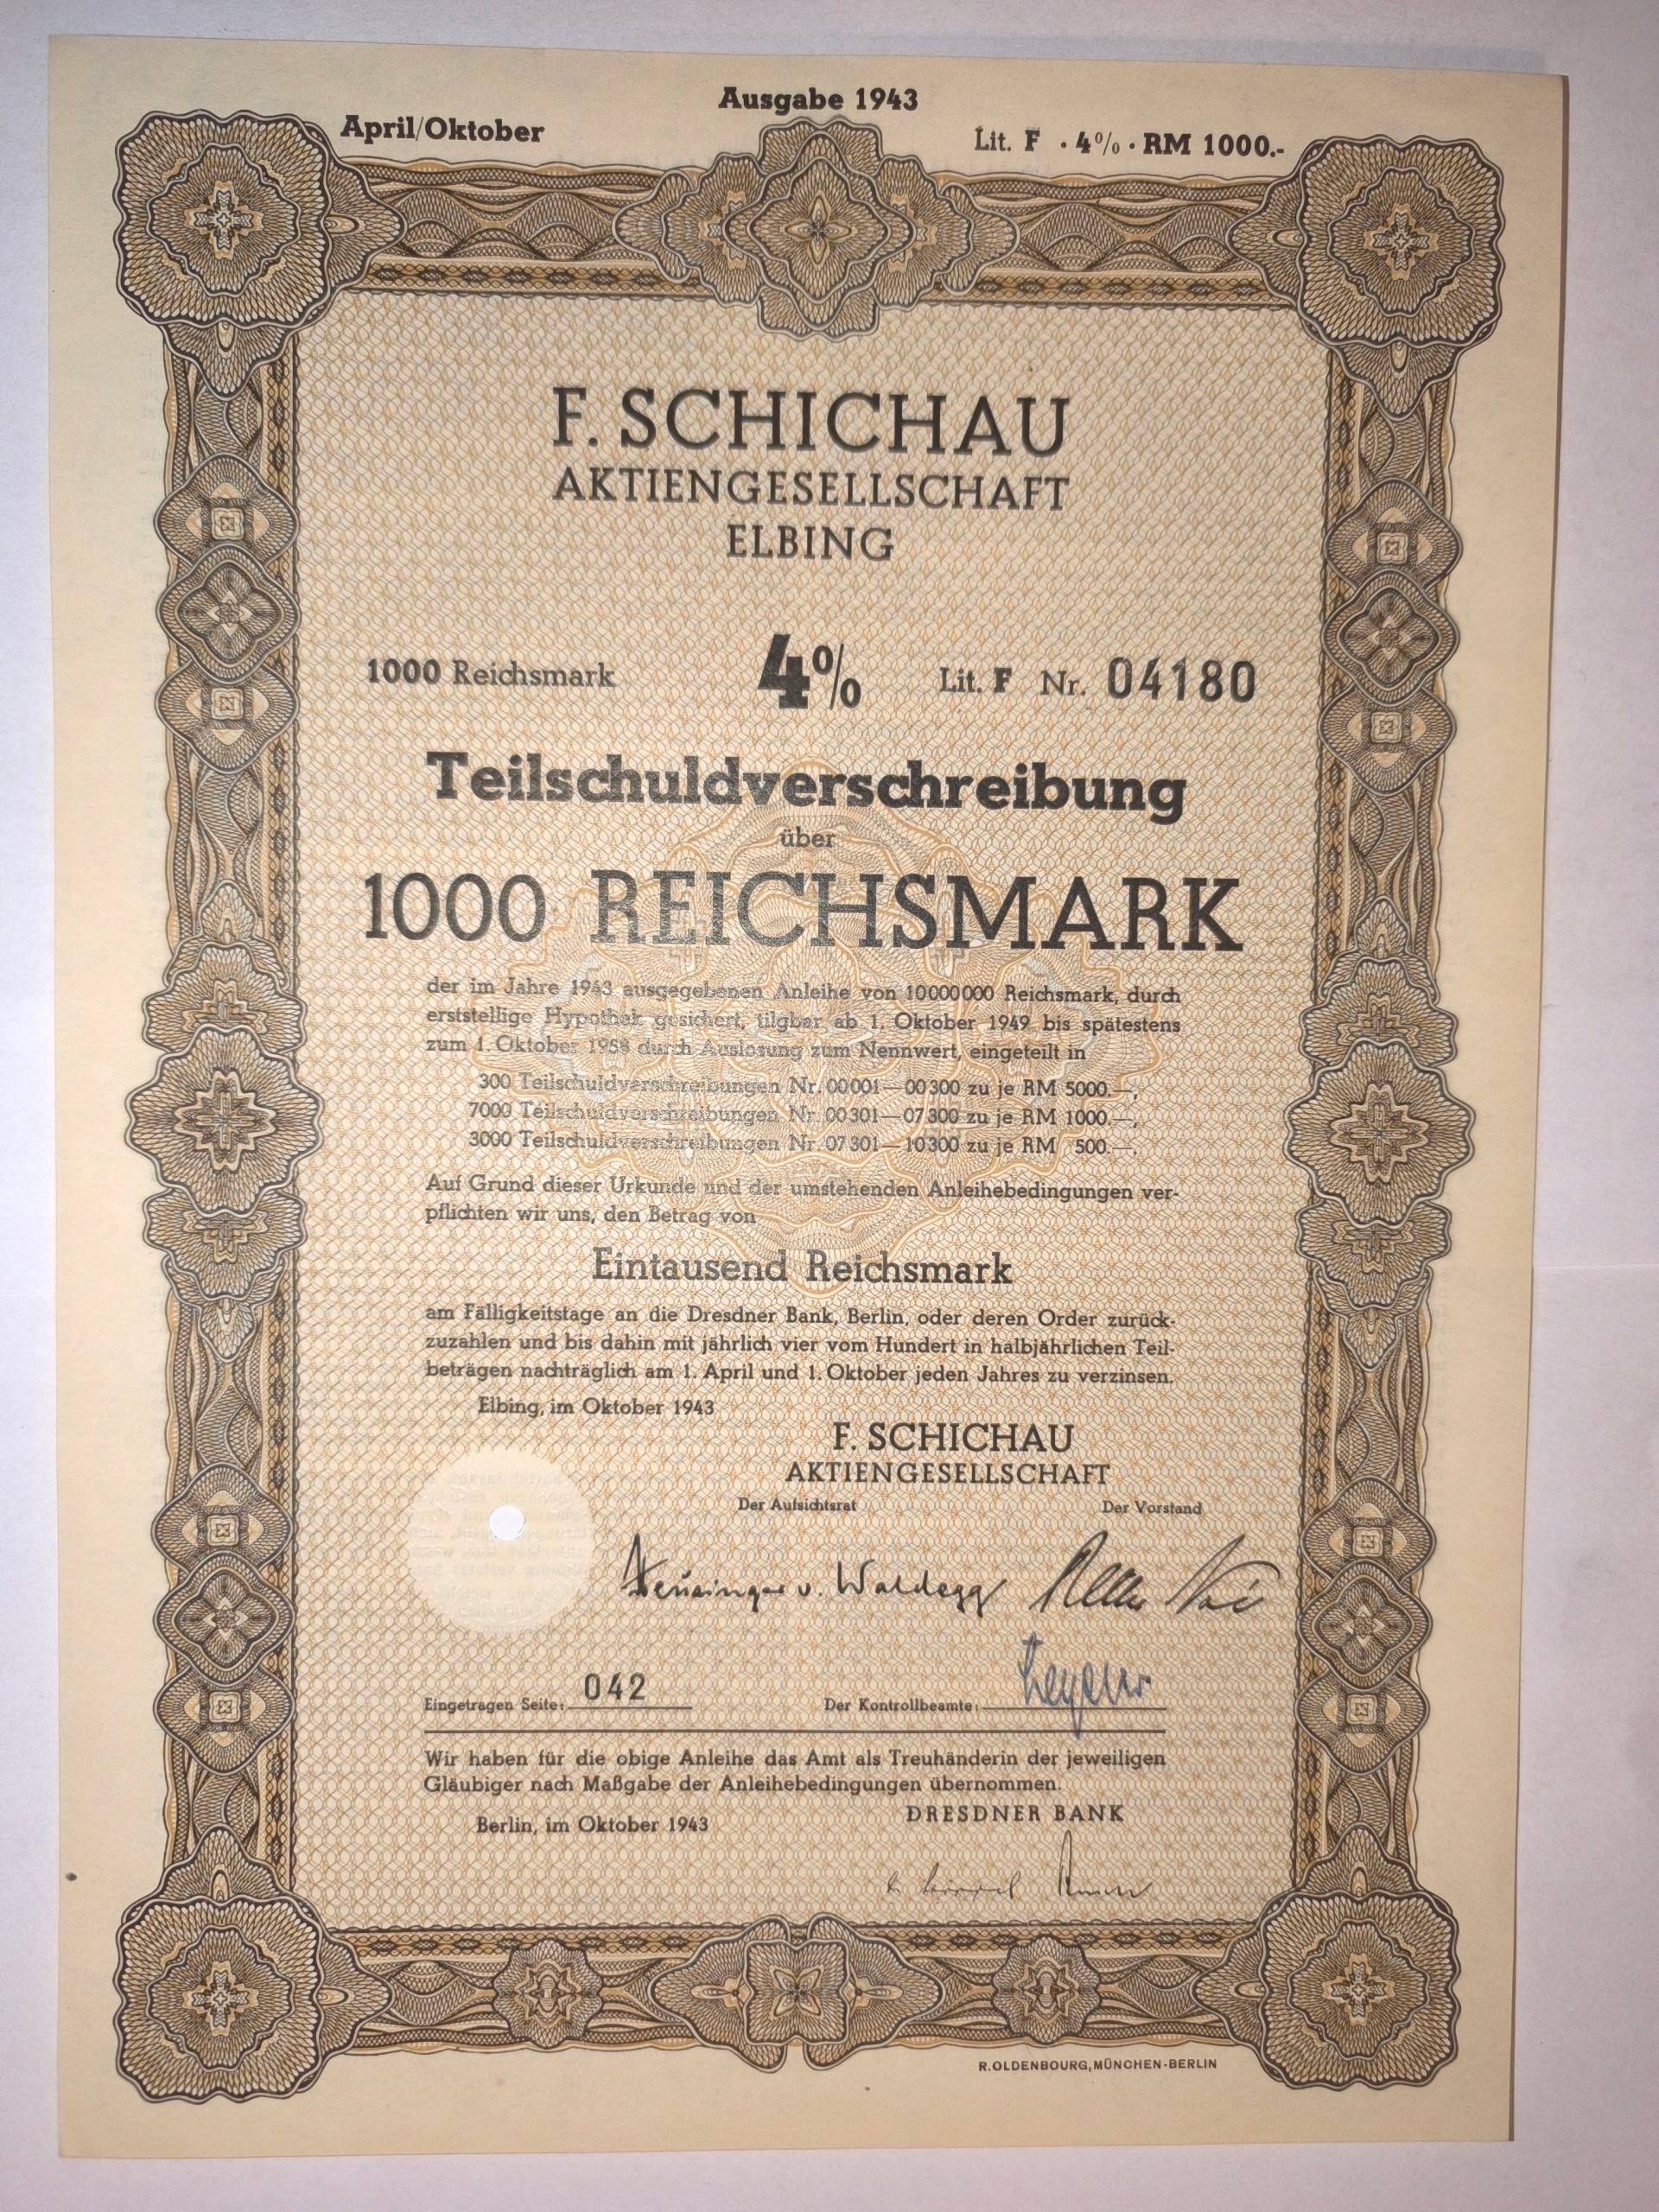 Ausgabe 1943
April/Oktober
Lit. F · 4% · RM 1000.-
F. SCHICHAU
AKTIENGESELLSCHAFT
ELBING
1000 Reichsmark 4% Lit. F Nr. 04180
Teilschuldverschreibung
über
1000 REICHSMARK
der im Jahre 1943 ausgegebenen Anleihe von 10000000 Reichsmark, durch
erststellige Hypothek gesichert, tilgbar ab 1. Oktober 1949 bis spätestens
zum 1. Oktober 1958 durch Auslosung zum Nennwert, eingeteilt in
300 Teilschuldverschreibungen Nr. 00001—00300 zu je RM 5000.—,
7000 Teilschuldverschreibungen Nr. 00301—07300 zu je RM 1000.—,
3000 Teilschuldverschreibungen Nr. 07301—10300 zu je RM 500.—.
Auf Grund dieser Urkunde und der umstehenden Anleihebedingungen ver-
pflichten wir uns, den Betrag von
Eintausend Reichsmark
am Fälligkeitstage an die Dresdner Bank, Berlin, oder deren Order zurück-
zuzahlen und bis dahin mit jährlich vier vom Hundert in halbjährlichen Teil-
beträgen nachträglich am 1. April und 1. Oktober jeden Jahres zu verzinsen.
Elbing, im Oktober 1943
F. SCHICHAU
AKTIENGESELLSCHAFT
Der Aufsichtsrat Der Vorstand
Heusinger v. Waldegg
Eingetragen Seite: 042 Der Kontrollbeamte:
Wir haben für die obige Anleihe das Amt als Treuhänderin der jeweiligen
Gläubiger nach Maßgabe der Anleihebedingungen übernommen.
Berlin, im Oktober 1943
DRESDNER BANK
R. OLDENBOURG, MÜNCHEN-BERLIN